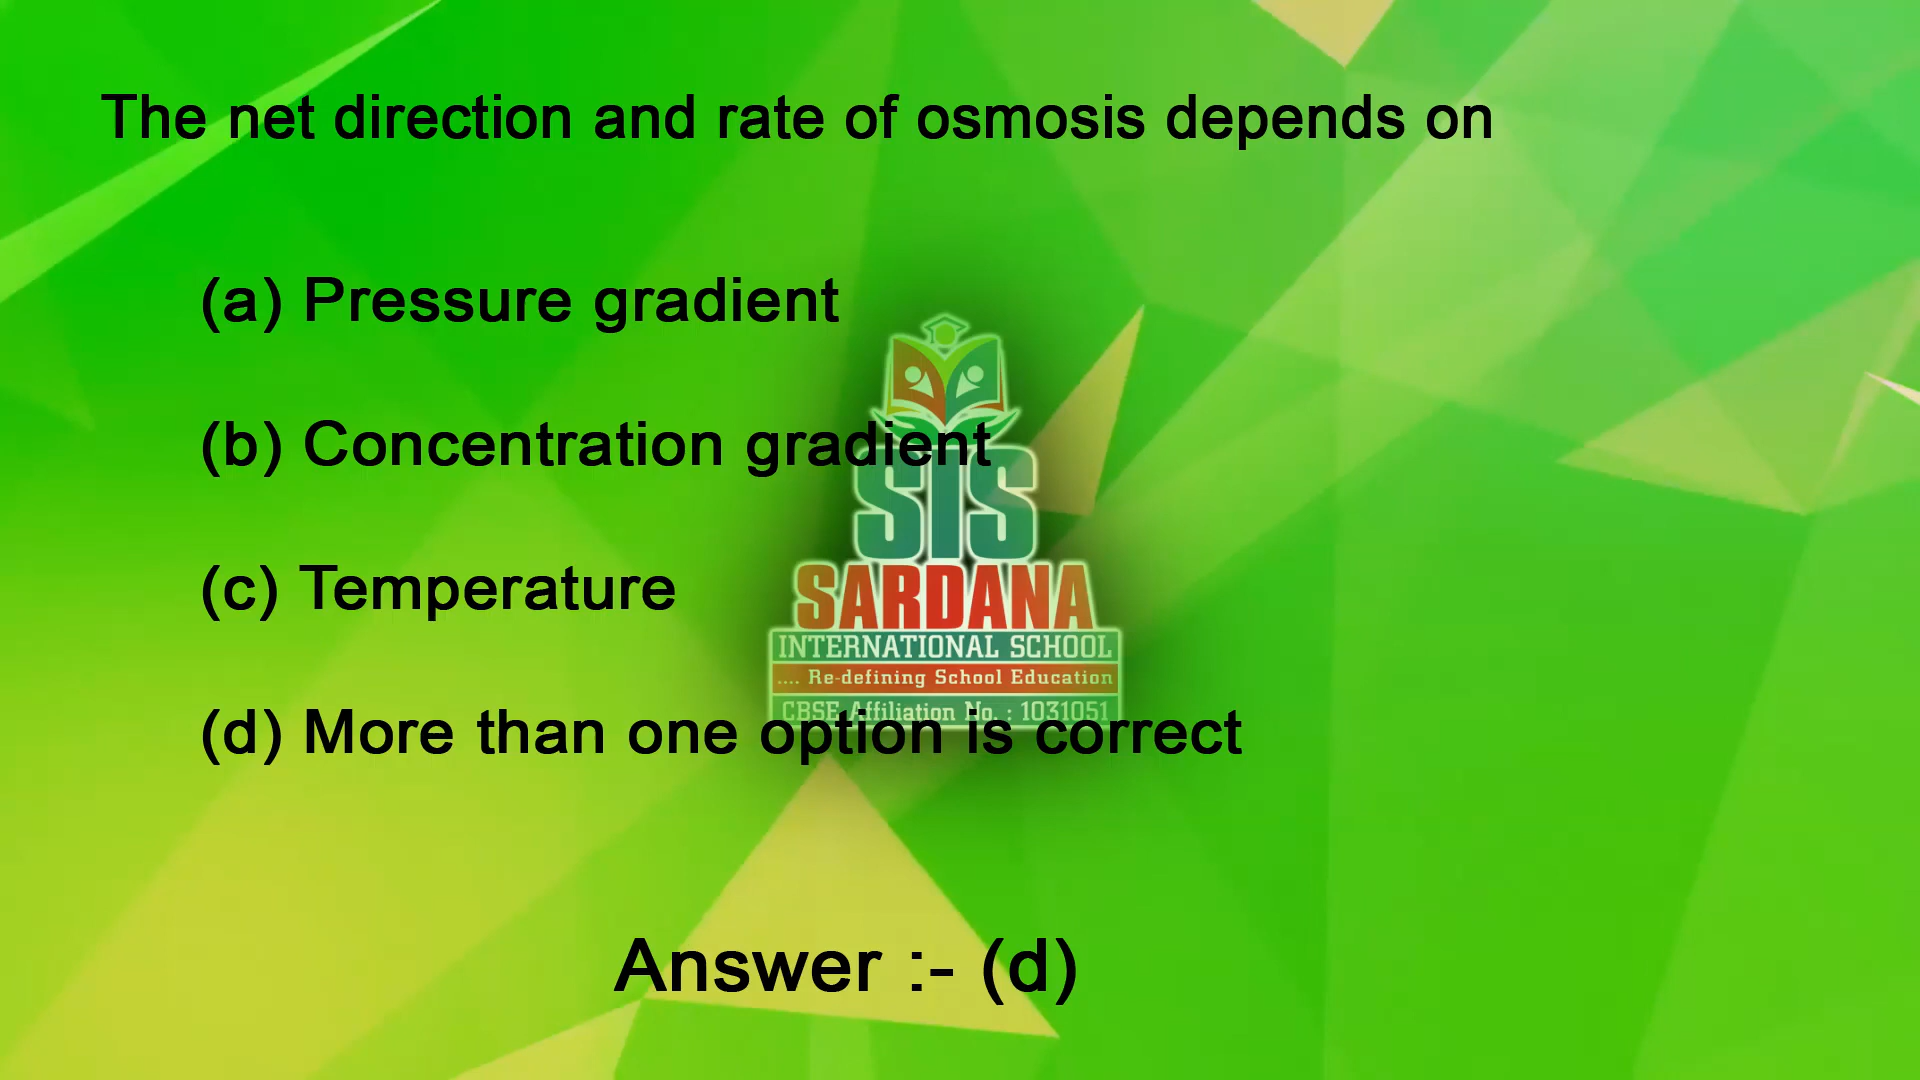 The net direction and rate of osmosis depends on
(a) Pressure gradient
(b) Concentration gradient
SIS
(c) Temperature
SARDANA
INTERNATIONAL SCHOOL
.... Re-defining School Education
CBSE Affiliation No. : 1031051
(d) More than one option is correct
Answer :- (d)